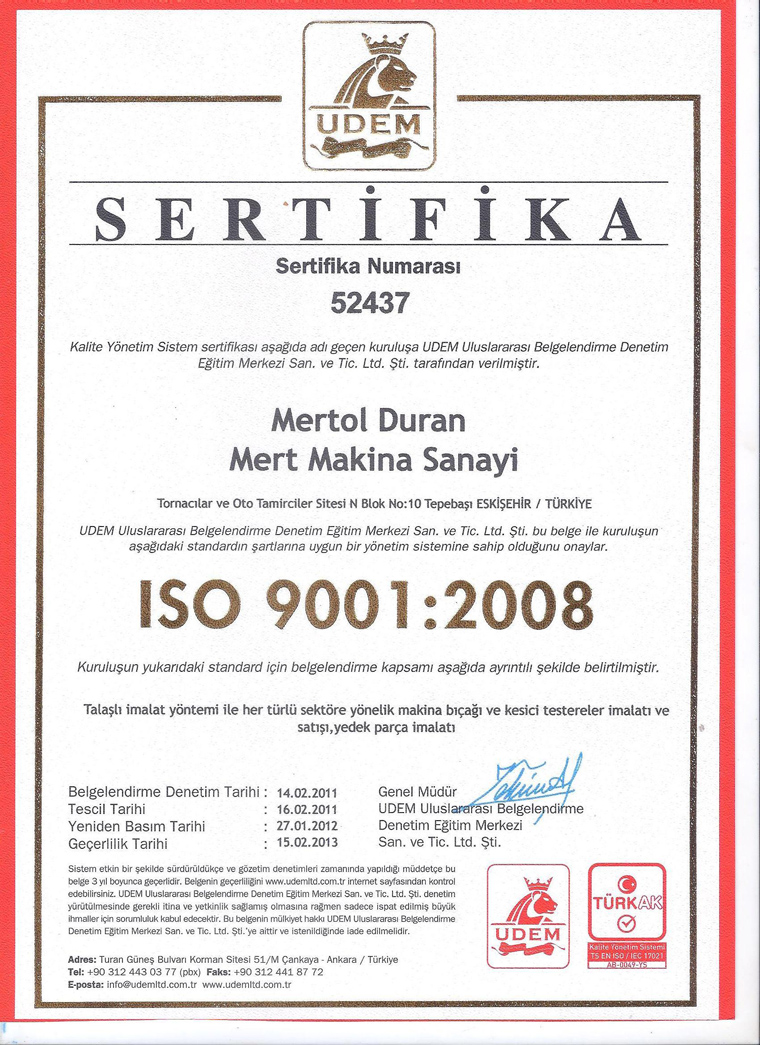 UDEM
SERTİFİKA
Sertifika Numarası
52437
Kalite Yönetim Sistem sertifikası aşağıda adı geçen kuruluşa UDEM Uluslararası Belgelendirme Denetim
Eğitim Merkezi San. ve Tic. Ltd. Şti. tarafından verilmiştir.
Mertol Duran
Mert Makina Sanayi
Tornacılar ve Oto Tamirciler Sitesi N Blok No:10 Tepebaşı ESKİŞEHİR / TÜRKİYE
UDEM Uluslararası Belgelendirme Denetim Eğitim Merkezi San. ve Tic. Ltd. Şti. bu belge ile kuruluşun
aşağıdaki standardın şartlarına uygun bir yönetim sistemine sahip olduğunu onaylar.
ISO 9001:2008
Kuruluşun yukarıdaki standard için belgelendirme kapsamı aşağıda ayrıntılı şekilde belirtilmiştir.
Talaşlı imalat yöntemi ile her türlü sektöre yönelik makina bıçağı ve kesici testereler imalatı ve
satışı,yedek parça imalatı
Belgelendirme Denetim Tarihi : 14.02.2011
Tescil Tarihi : 16.02.2011
Yeniden Basım Tarihi : 27.01.2012
Geçerlilik Tarihi : 15.02.2013
Genel Müdür
UDEM Uluslararası Belgelendirme
Denetim Eğitim Merkezi
San. ve Tic. Ltd. Şti.
Sistem etkin bir şekilde sürdürüldükçe ve gözetim denetimleri zamanında yapıldığı müddetçe bu
belge 3 yıl boyunca geçerlidir. Belgenin geçerliliğini www.udemltd.com.tr internet sayfasından kontrol
edebilirsiniz. UDEM Uluslararası Belgelendirme Denetim Eğitim Merkezi San. ve Tic. Ltd. Şti. denetim
yürütülmesinde gerekli itina ve yetkinlik sağlamış olmasına rağmen sadece ispat edilmiş büyük
ihmaller için sorumluluk kabul edecektir. Bu belgenin mülkiyet hakkı UDEM Uluslararası Belgelendirme
Denetim Eğitim Merkezi San. ve Tic. Ltd. Şti.'ye aittir ve istenildiğinde iade edilmelidir.
Adres: Turan Güneş Bulvarı Korman Sitesi 51/M Çankaya - Ankara / Türkiye
Tel: +90 312 443 03 77 (pbx) Faks: +90 312 441 87 72
E-posta: info@udemltd.com.tr www.udemltd.com.tr
UDEM
TÜRKAK
Kalite Yönetim Sistemi
TS EN ISO / IEC 17021
AB-0049-YS